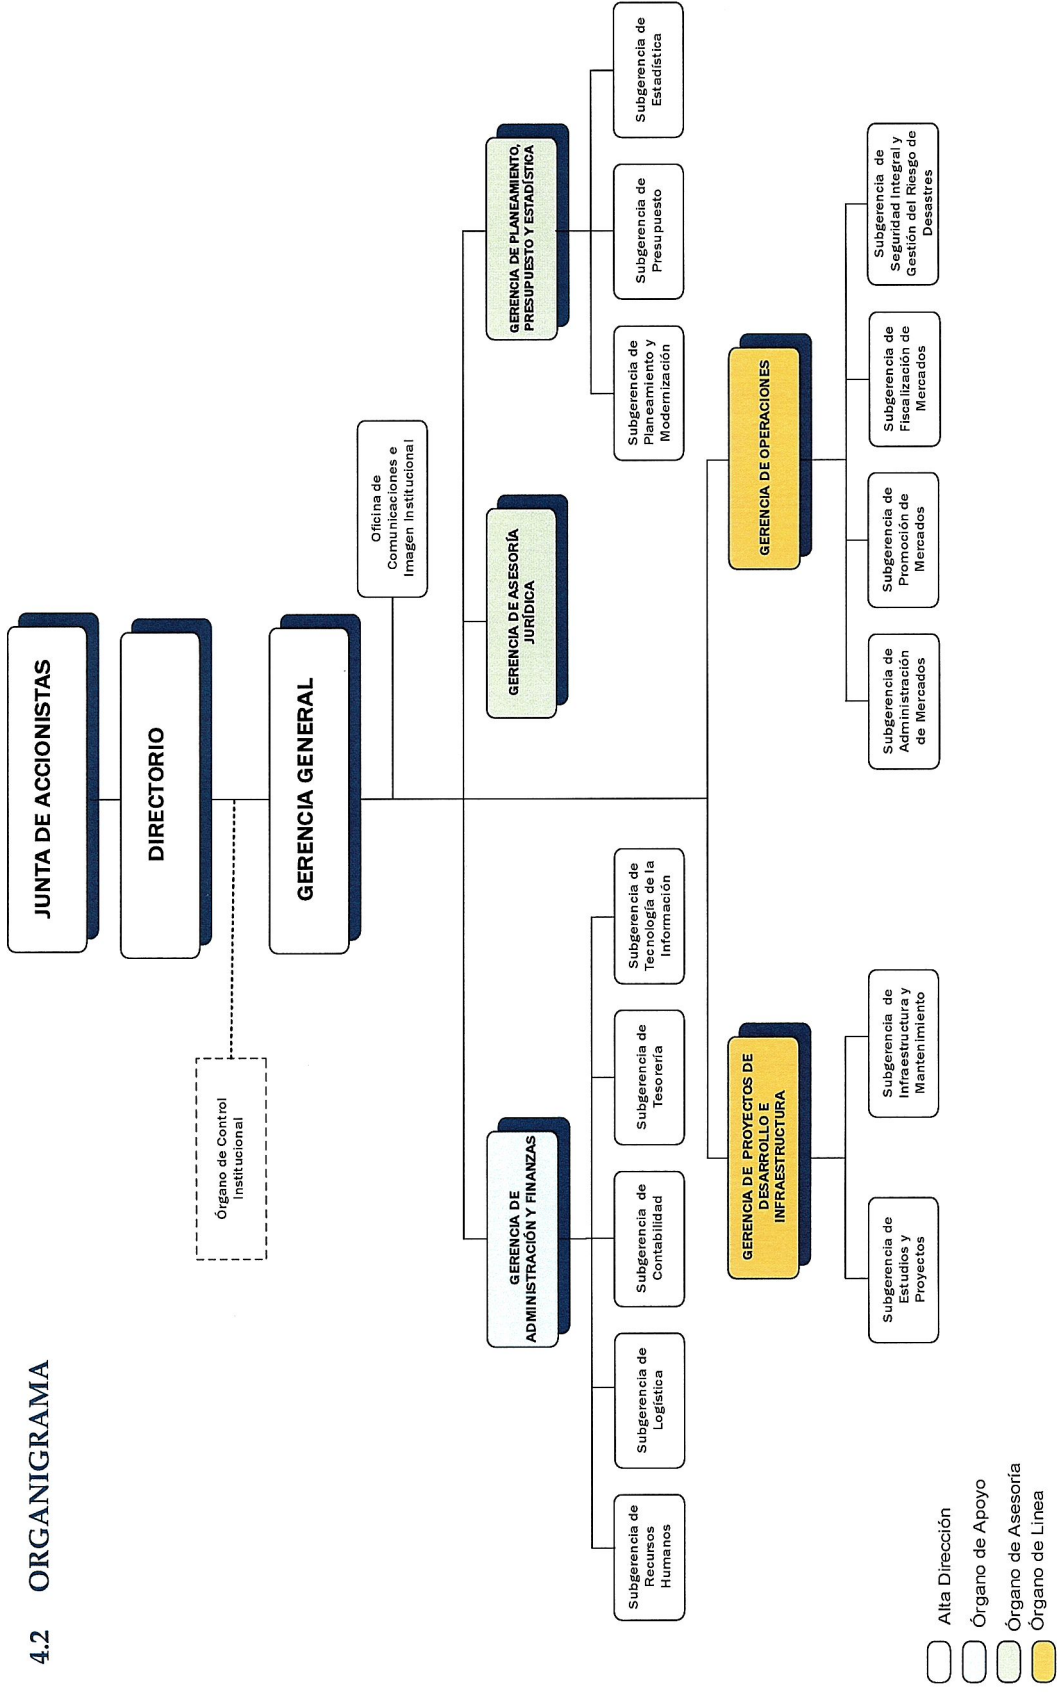 4.2 ORGANIGRAMA
JUNTA DE ACCIONISTAS
DIRECTORIO
Órgano de Control
Institucional
GERENCIA GENERAL
Oficina de
Comunicaciones e
Imagen Institucional
GERENCIA DE
ADMINISTRACIÓN Y FINANZAS
GERENCIA DE ASESORÍA
JURÍDICA
GERENCIA DE PLANEAMIENTO,
PRESUPUESTO Y ESTADÍSTICA
Subgerencia de
Recursos
Humanos
Subgerencia de
Logística
Subgerencia de
Contabilidad
Subgerencia de
Tesorería
Subgerencia de
Tecnología de la
Información
Subgerencia de
Planeamiento y
Modernización
Subgerencia de
Presupuesto
Subgerencia de
Estadística
GERENCIA DE PROYECTOS DE
DESARROLLO E
INFRAESTRUCTURA
GERENCIA DE OPERACIONES
Subgerencia de
Estudios y
Proyectos
Subgerencia de
Infraestructura y
Mantenimiento
Subgerencia de
Administración
de Mercados
Subgerencia de
Promoción de
Mercados
Subgerencia de
Fiscalización de
Mercados
Subgerencia de
Seguridad Integral y
Gestión del Riesgo de
Desastres
Alta Dirección
Órgano de Apoyo
Órgano de Asesoría
Órgano de Linea